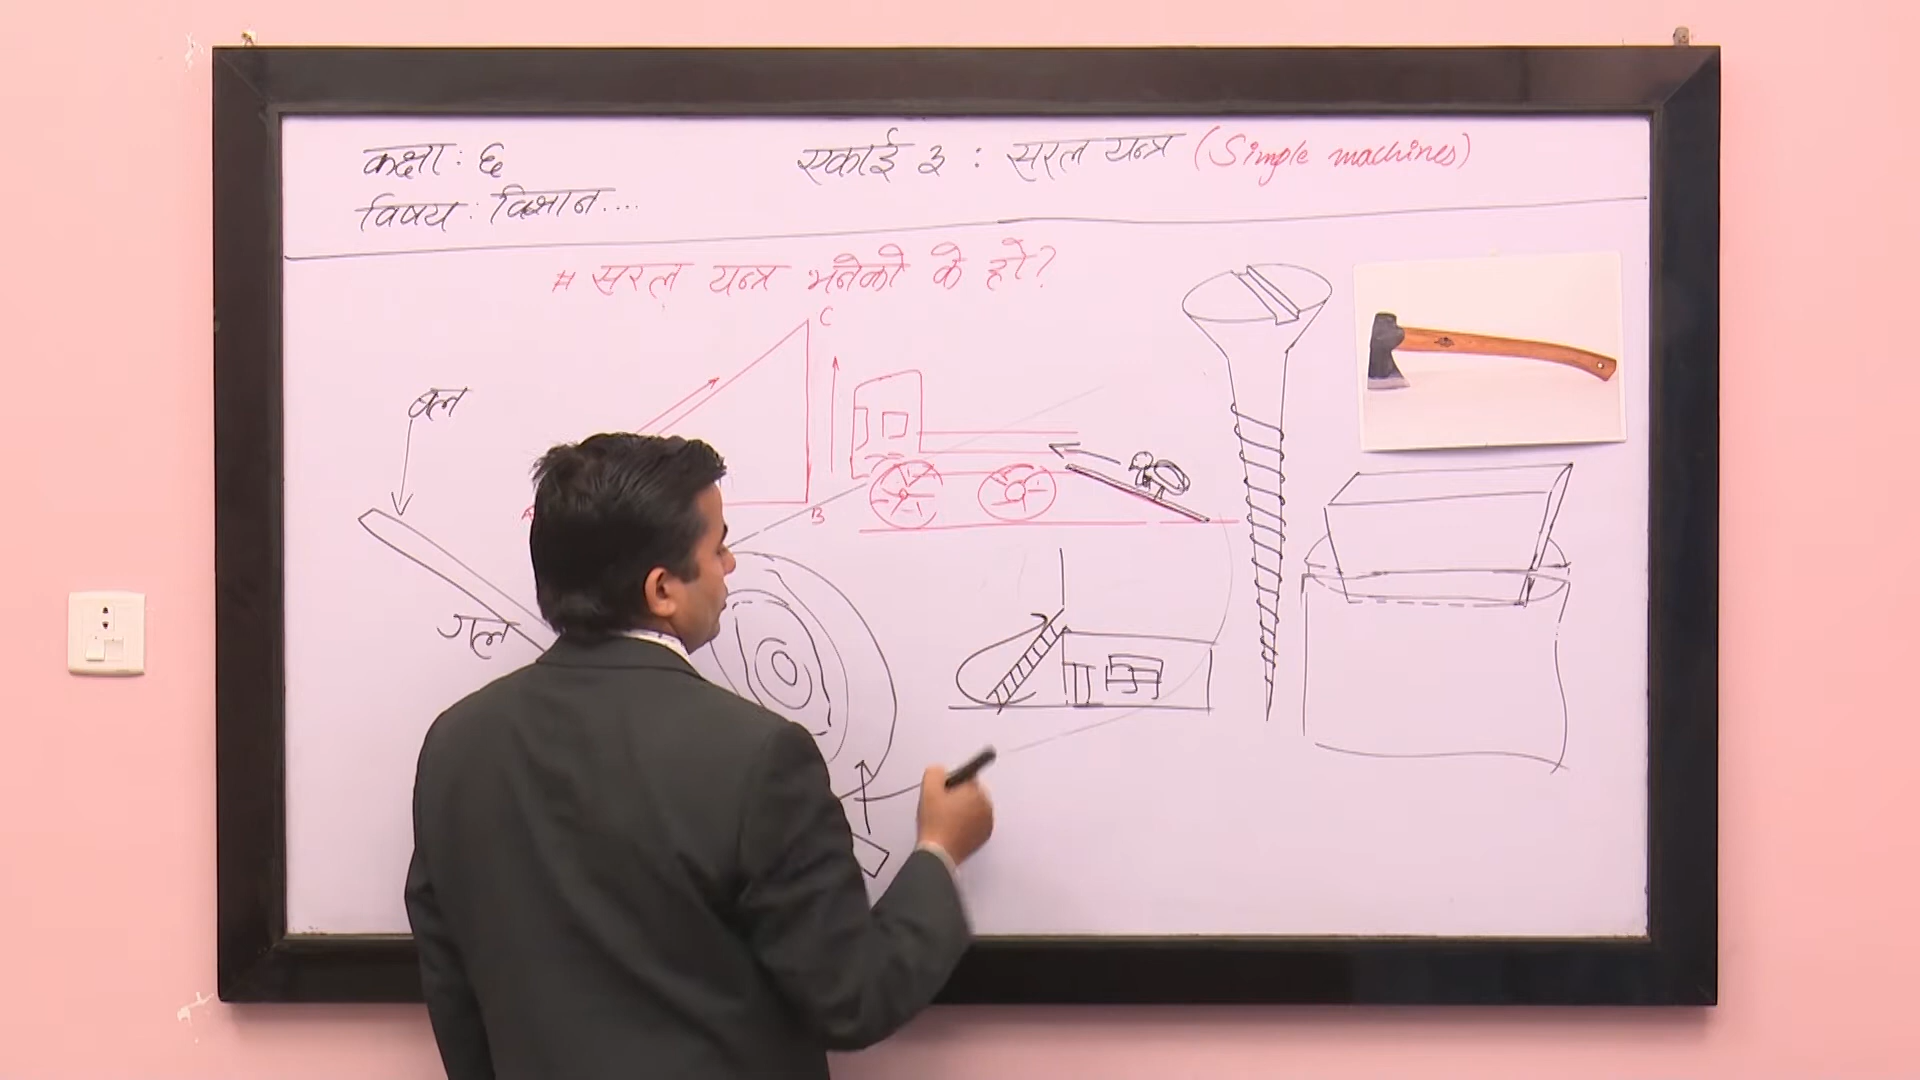 कक्षा : ६
एकाई ३ : सरल यन्त्र (Simple machines)
विषय : विज्ञान....
# सरल यन्त्र भनेको के हो?
C
बल
A
B
गल